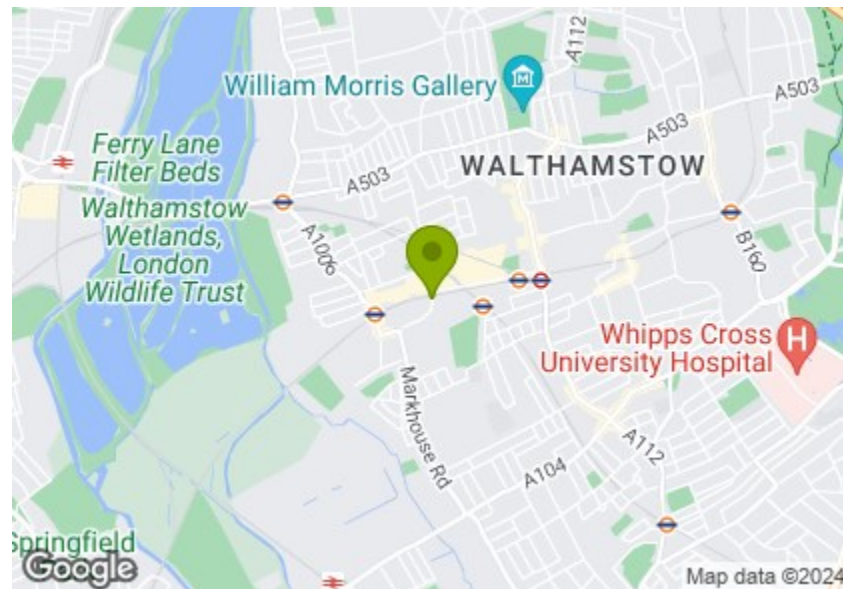 A112
William Morris
Gallery
M
A503
A503
Ferry Lane
Filter Beds
WALTHAMSTOW
A503
Walthamstow
Wetlands,
London
Wildlife Trust
A1006
B160
Whipps Cross
University Hospital
H
Markhouse Rd
A112
A104
Springfield
Google
Map data ©2024